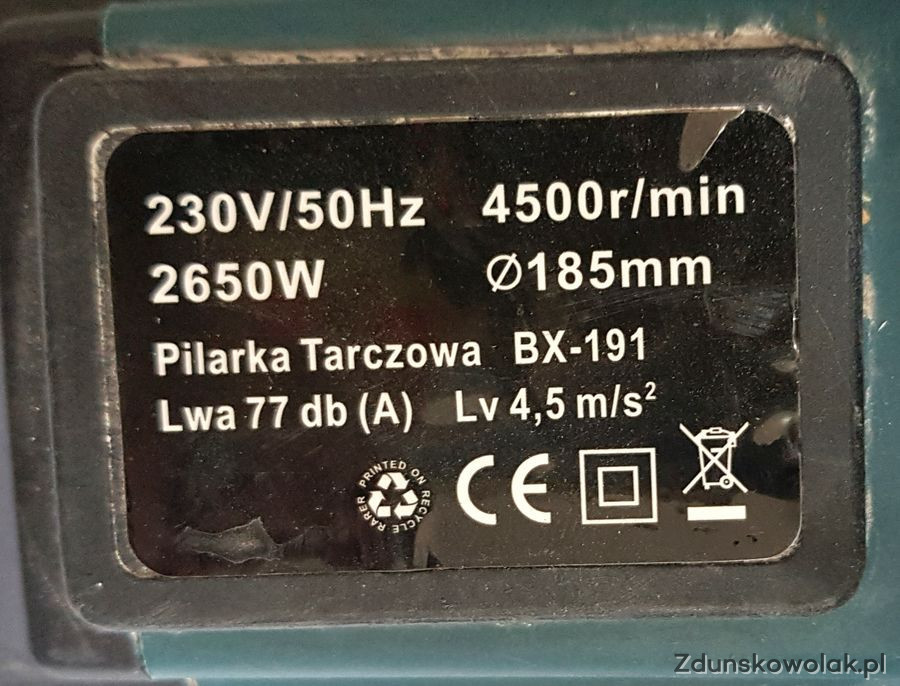 230V/50Hz 4500r/min
2650W Ø185mm
Pilarka Tarczowa BX-191
Lwa 77 db (A) Lv 4,5 m/s²
PRINTED ON RECYCLE RARER
CE
Zdunskowolak.pl